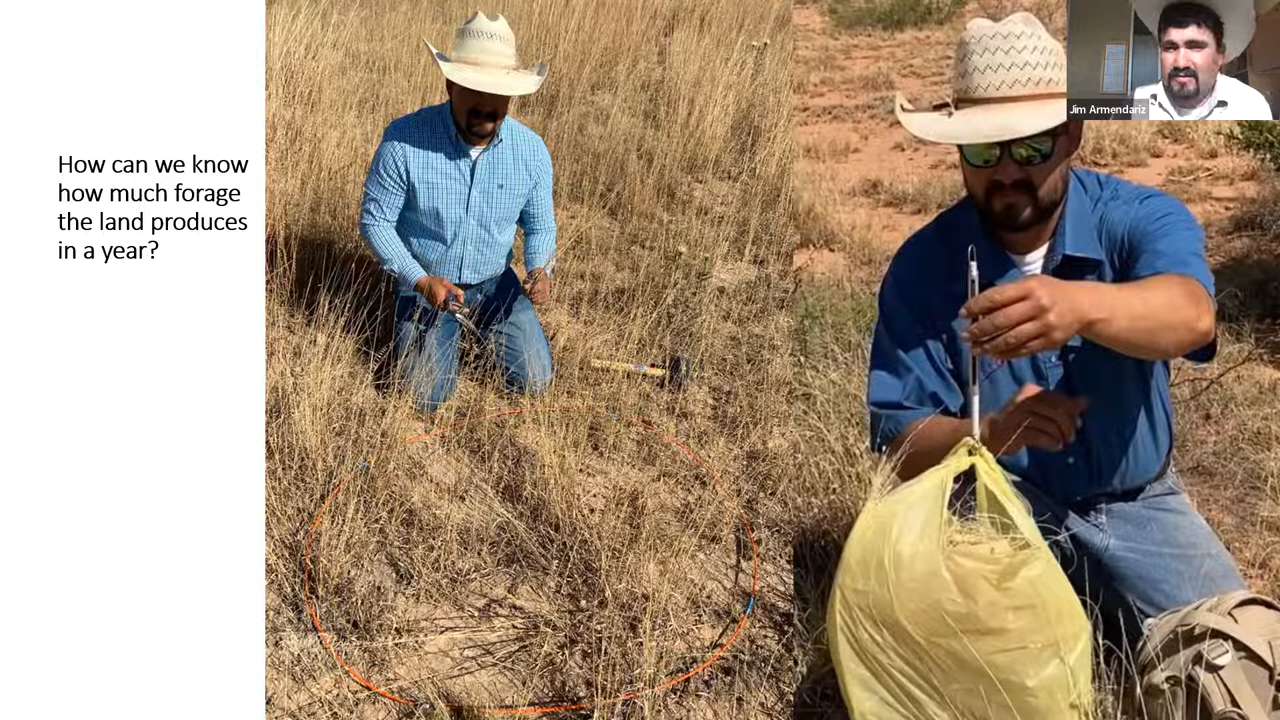 How can we know
how much forage
the land produces
in a year?
Jim Armendariz